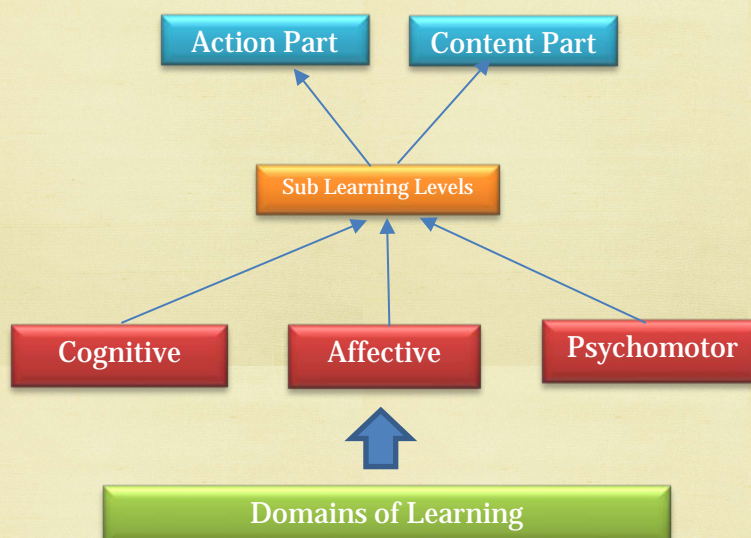 Action Part
Content Part
Sub Learning Levels
Cognitive
Affective
Psychomotor
Domains of Learning